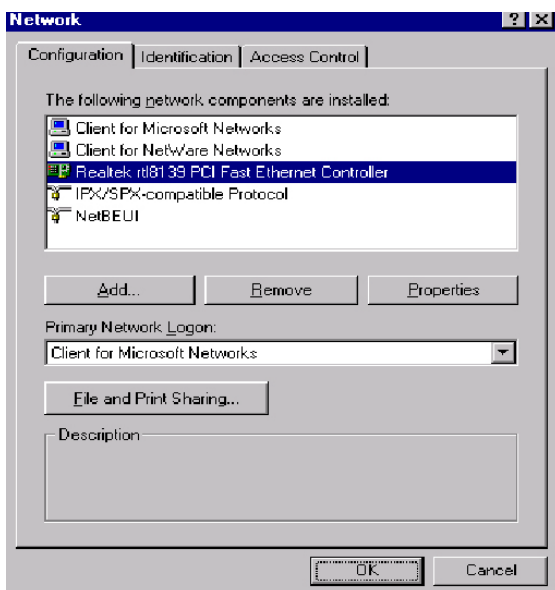 Network
Configuration Identification Access Control
The following network components are installed:
Client for Microsoft Networks
Client for NetWare Networks
Realtek rtl8139 PCI Fast Ethernet Controller
IPX/SPX-compatible Protocol
NetBEUI
Add... Remove Properties
Primary Network Logon:
Client for Microsoft Networks
File and Print Sharing...
Description
OK Cancel